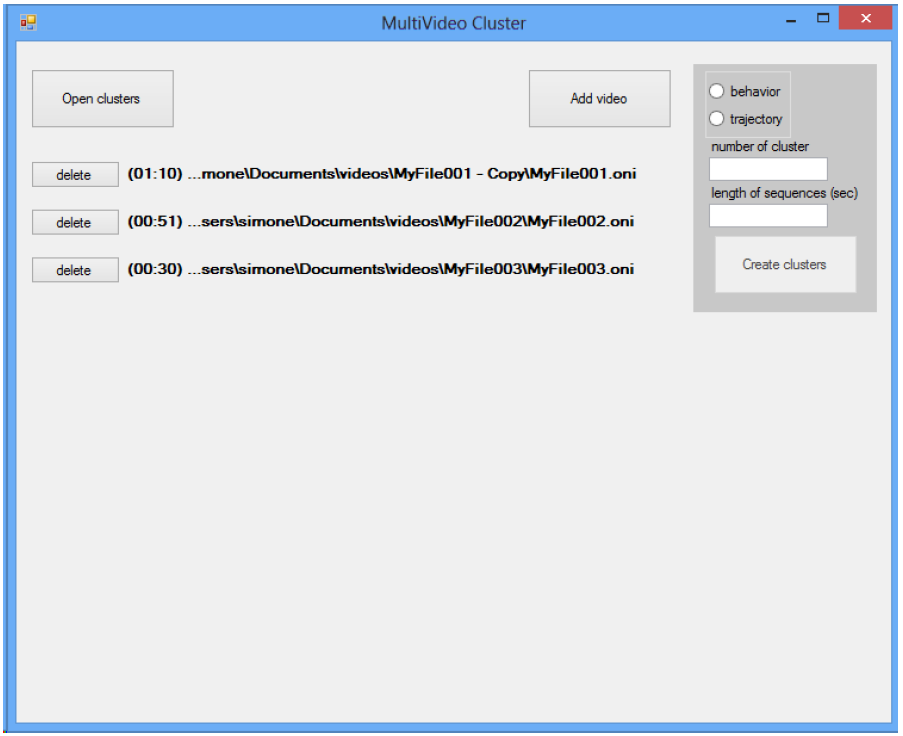 MultiVideo Cluster
Open clusters
Add video
behavior
trajectory
number of cluster
length of sequences (sec)
Create clusters
delete (01:10) ...mone\Documents\videos\MyFile001 - Copy\MyFile001.oni
delete (00:51) ...sers\simone\Documents\videos\MyFile002\MyFile002.oni
delete (00:30) ...sers\simone\Documents\videos\MyFile003\MyFile003.oni